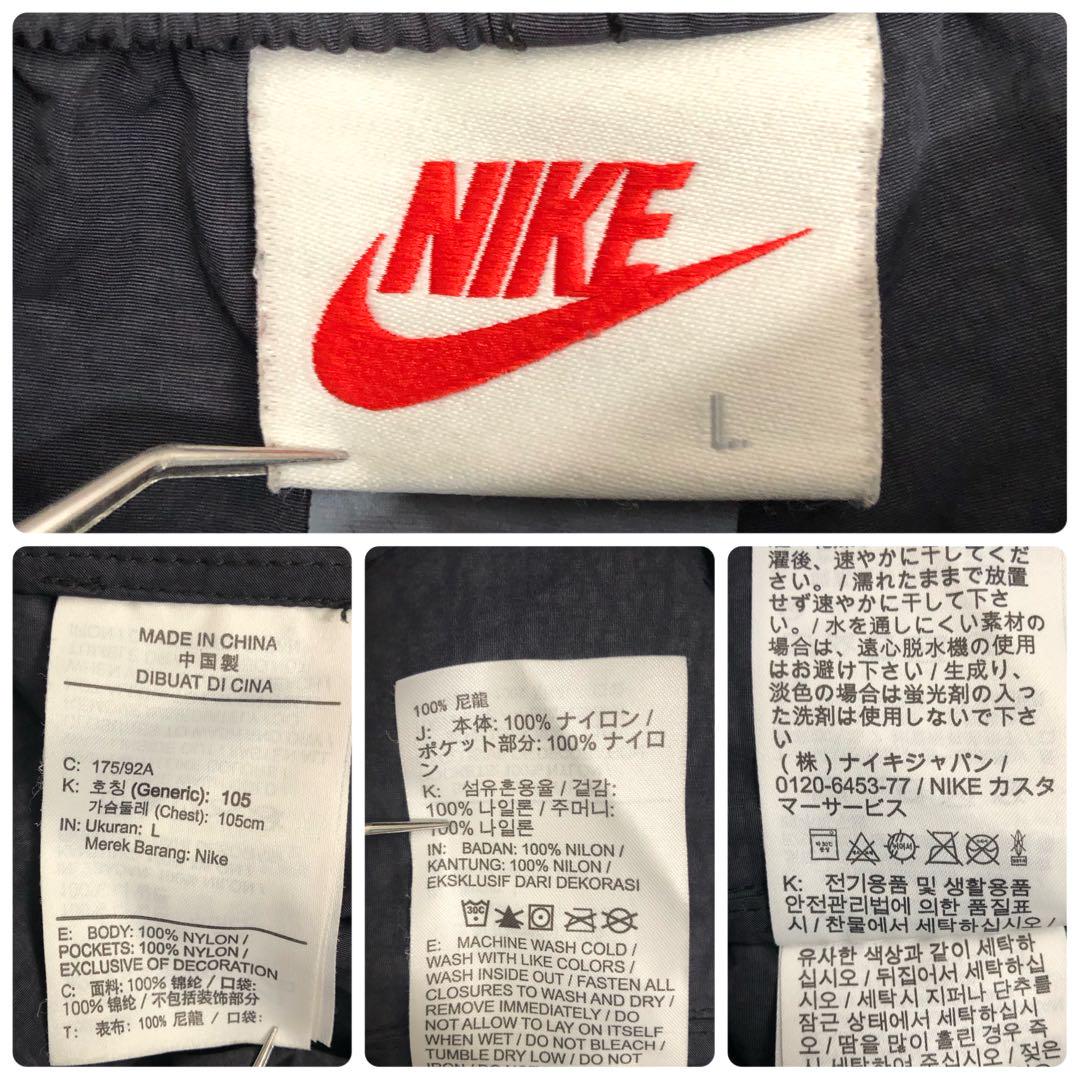 NIKE
L
MADE IN CHINA
中国製
DIBUAT DI CINA
C: 175/92A
K: 호칭 (Generic): 105
가슴둘레 (Chest): 105cm
IN: Ukuran: L
Merek Barang: Nike
E: BODY: 100% NYLON /
POCKETS: 100% NYLON /
EXCLUSIVE OF DECORATION
C: 面料: 100% 锦纶 / 口袋:
100% 锦纶 / 不包括装饰部分
T: 表布: 100% 尼龍 / 口袋:
100% 尼龍
J: 本体: 100% ナイロン /
ポケット部分: 100% ナイロ
ン
K: 섬유혼용율 / 겉감:
100% 나일론 / 주머니:
100% 나일론
IN: BADAN: 100% NILON /
KANTUNG: 100% NILON /
EKSKLUSIF DARI DEKORASI
30C
E: MACHINE WASH COLD /
WASH WITH LIKE COLORS /
WASH INSIDE OUT / FASTEN ALL
CLOSURES TO WASH AND DRY /
REMOVE IMMEDIATELY / DO
NOT ALLOW TO LAY ON ITSELF
WHEN WET / DO NOT BLEACH /
TUMBLE DRY LOW / DO NOT
濯後、速やかに干してくだ
さい。/ 濡れたままで放置
せず速やかに干して下さ
い。/ 水を通しにくい素材の
場合は、遠心脱水機の使用
はお避け下さい / 生成り、
淡色の場合は蛍光剤の入っ
た洗剤は使用しないで下さ
い
(株) ナイキジャパン /
0120-6453-77 / NIKE カスタ
マーサービス
K: 전기용품 및 생활용품
안전관리법에 의한 품질표
시 / 찬물에서 세탁하십시오 /
유사한 색상과 같이 세탁하
십시오 / 뒤집어서 세탁하십
시오 / 세탁시 지퍼나 단추를
잠근 상태에서 세탁하십시
오 / 땀을 많이 흘린 경우 즉
시 세탁하여 주십시오 / 젖은